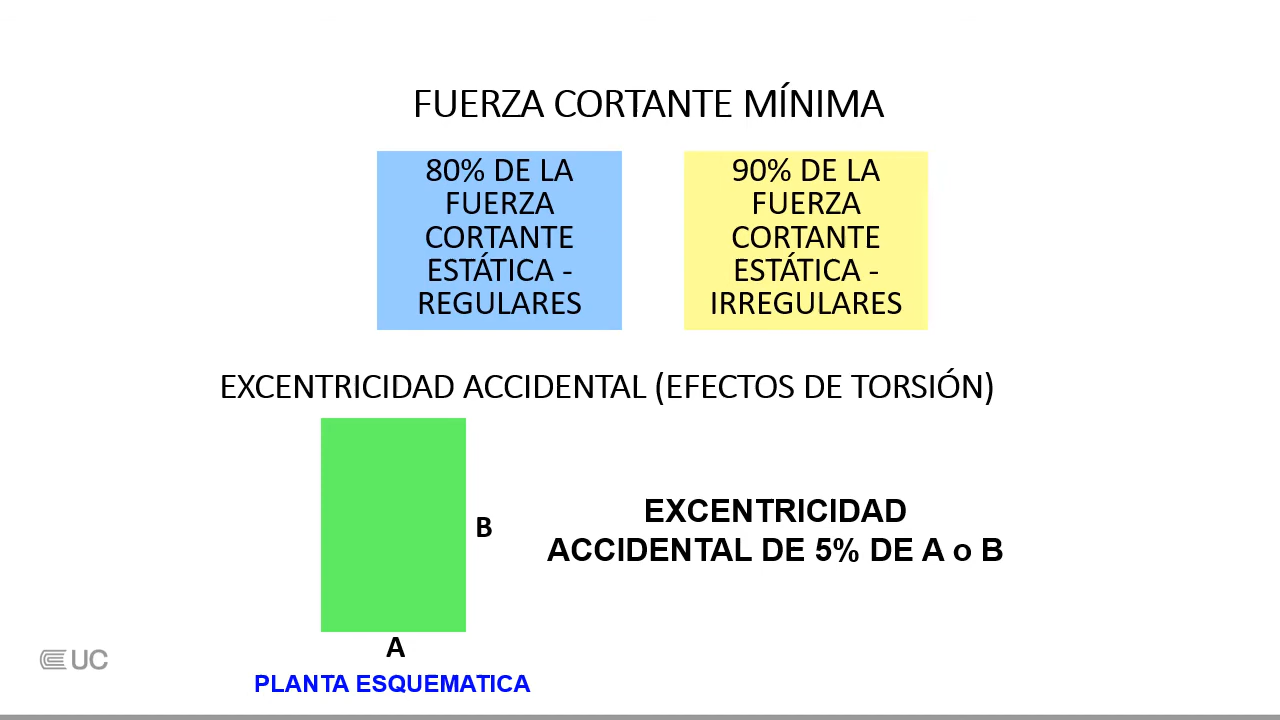 FUERZA CORTANTE MÍNIMA
80% DE LA
FUERZA
CORTANTE
ESTÁTICA -
REGULARES
90% DE LA
FUERZA
CORTANTE
ESTÁTICA -
IRREGULARES
EXCENTRICIDAD ACCIDENTAL (EFECTOS DE TORSIÓN)
B
EXCENTRICIDAD
ACCIDENTAL DE 5% DE A o B
A
PLANTA ESQUEMATICA
UC